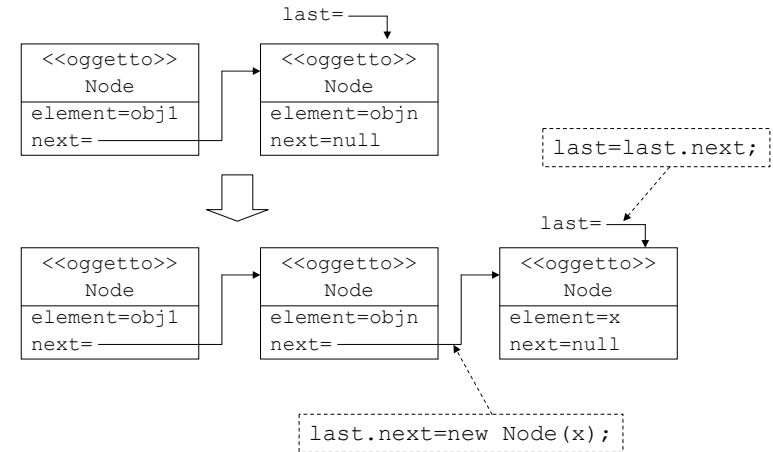 last=
<<oggetto>>
Node
element=obj1
next=
<<oggetto>>
Node
element=objn
next=null
last=last.next;
last=
<<oggetto>>
Node
element=obj1
next=
<<oggetto>>
Node
element=objn
next=
<<oggetto>>
Node
element=x
next=null
last.next=new Node(x);